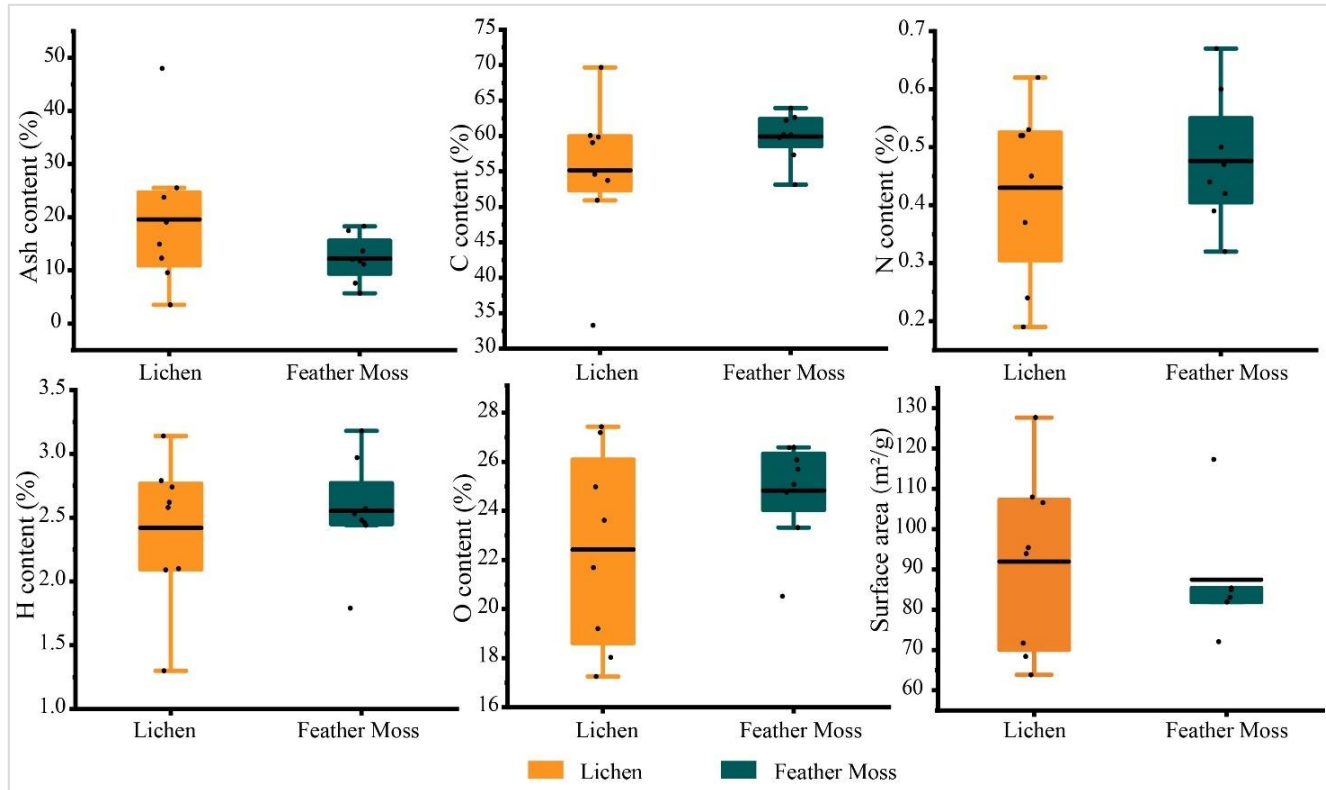 Ash content (%)
50
40
30
20
10
0
Lichen
Feather Moss
C content (%)
75
70
65
60
55
50
45
40
35
30
Lichen
Feather Moss
N content (%)
0.7
0.6
0.5
0.4
0.3
0.2
Lichen
Feather Moss
H content (%)
3.5
3.0
2.5
2.0
1.5
1.0
Lichen
Feather Moss
O content (%)
28
26
24
22
20
18
16
Lichen
Feather Moss
Surface area (m²/g)
130
120
110
100
90
80
70
60
Lichen
Feather Moss
Lichen
Feather Moss